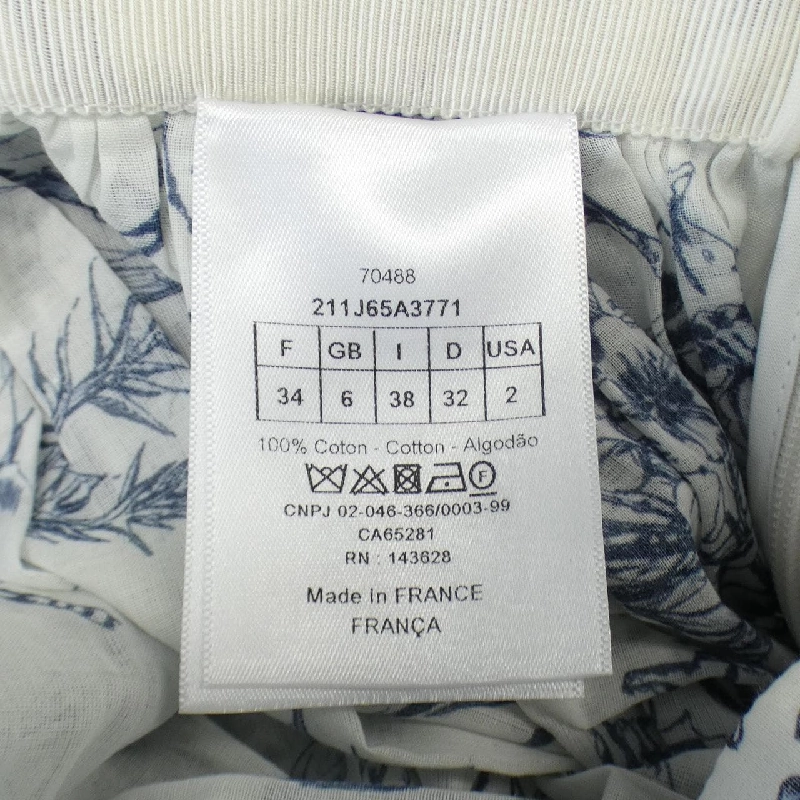 70488
211J65A3771
F GB I D USA
34 6 38 32 2
100% Coton - Cotton - Algodão
F
CNPJ 02-046-366/0003-99
CA65281
RN : 143628
Made in FRANCE
FRANÇA